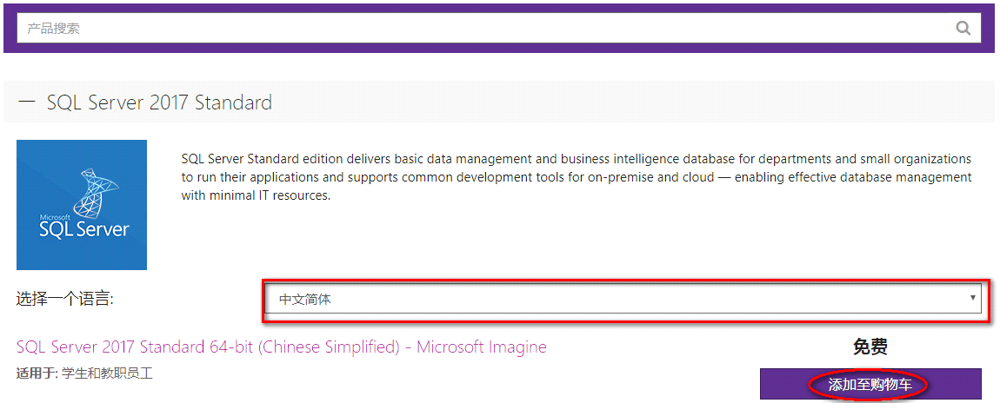 产品搜索
一 SQL Server 2017 Standard
SQL Server Standard edition delivers basic data management and business intelligence database for departments and small organizations
to run their applications and supports common development tools for on-premise and cloud — enabling effective database management
with minimal IT resources.
Microsoft
SQL Server
选择一个语言:
中文简体
SQL Server 2017 Standard 64-bit (Chinese Simplified) - Microsoft Imagine
免费
适用于: 学生和教职员工
添加至购物车